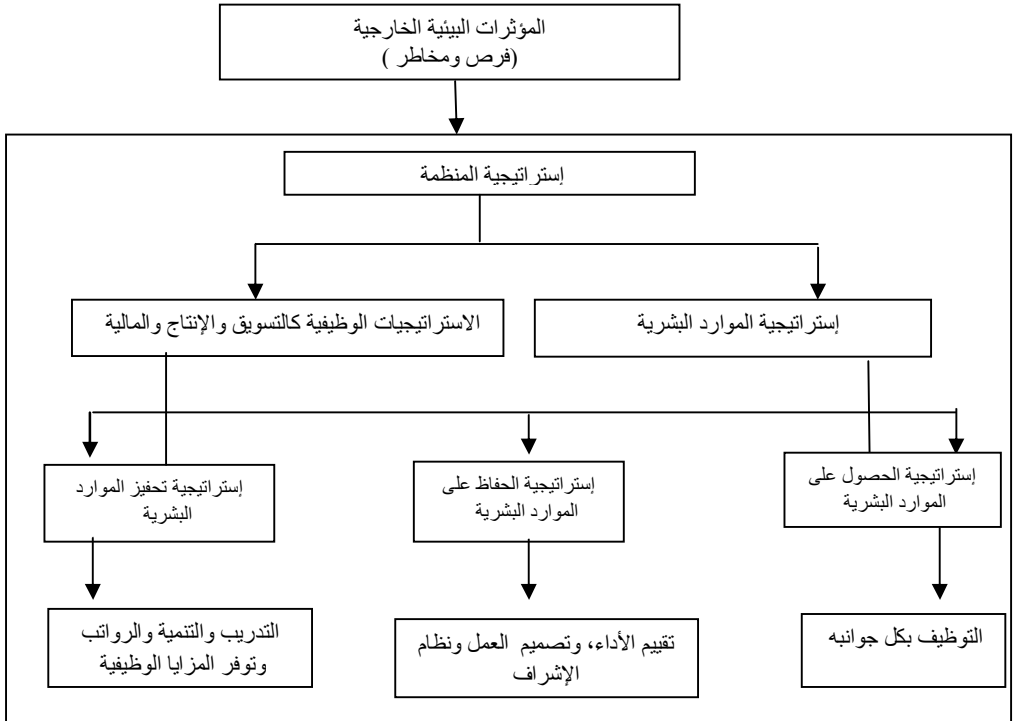 المؤثرات البيئية الخارجية
(فرص ومخاطر )
إستراتيجية المنظمة
إستراتيجية الموارد البشرية
الاستراتيجيات الوظيفية كالتسويق والإنتاج والمالية
إستراتيجية الحصول على
الموارد البشرية
إستراتيجية الحفاظ على
الموارد البشرية
إستراتيجية تحفيز الموارد
البشرية
التوظيف بكل جوانبه
تقييم الأداء، وتصميم العمل ونظام
الإشراف
التدريب والتنمية والرواتب
وتوفر المزايا الوظيفية